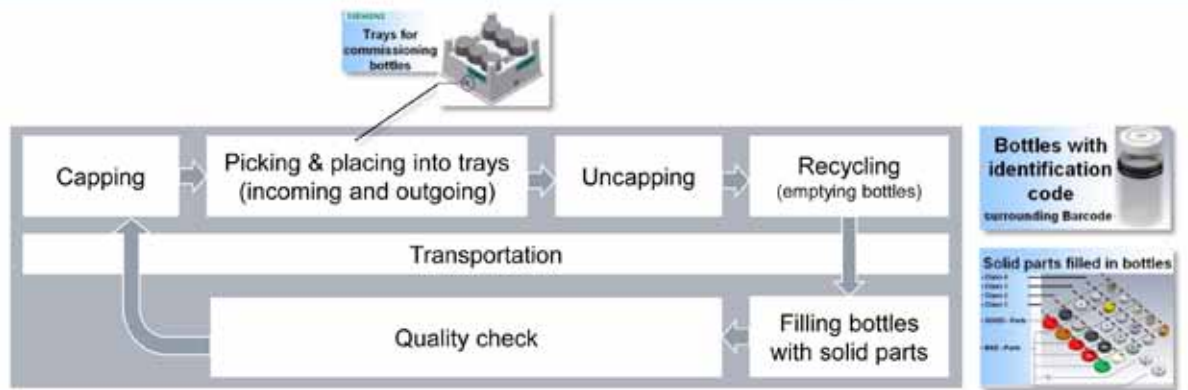 SIEMENS
Trays for
commissioning
bottles
Capping
Picking & placing into trays
(incoming and outgoing)
Uncapping
Recycling
(emptying bottles)
Transportation
Quality check
Filling bottles
with solid parts
Bottles with
identification
code
surrounding Barcode
Solid parts filled in bottles